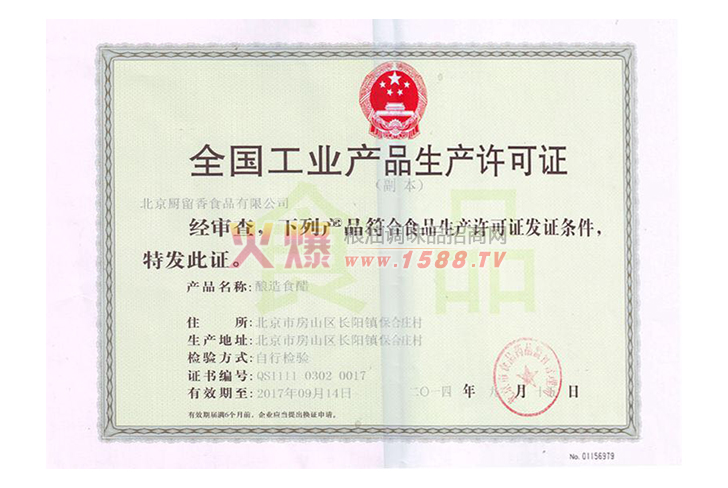 全国工业产品生产许可证
(副本)
北京厨留香食品有限公司
经审查，下列产品符合食品生产许可证发证条件，
特发此证。
食品
火爆 粮油调味品招商网
www.1588.TV
产品名称：酿造食醋
住 所：北京市房山区长阳镇保合庄村
生产地址：北京市房山区长阳镇保合庄村
检验方式：自行检验
证书编号：QS1111 0302 0017
有效期至：2017年09月14日
二〇一四 年 月 十 日
有效期届满6个月前，企业应当提出换证申请。
No. 01156979